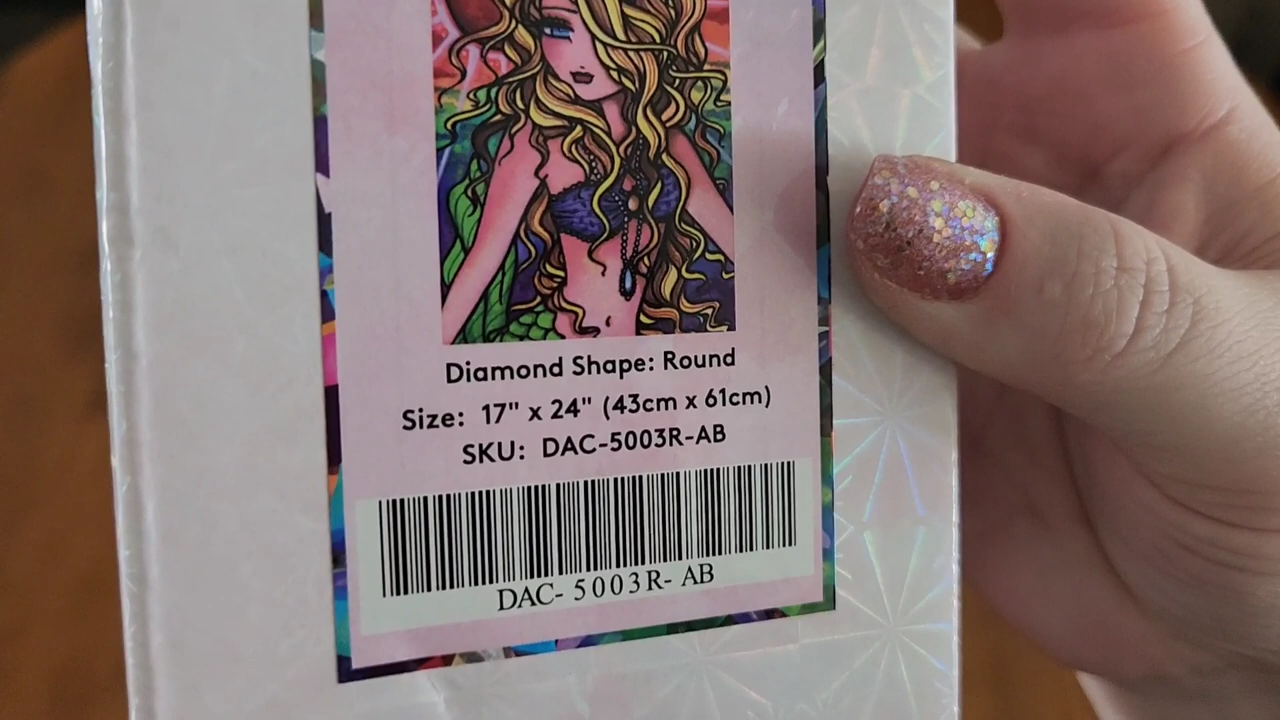 Diamond Shape: Round
Size: 17" x 24" (43cm x 61cm)
SKU: DAC-5003R-AB
DAC- 5003R- AB